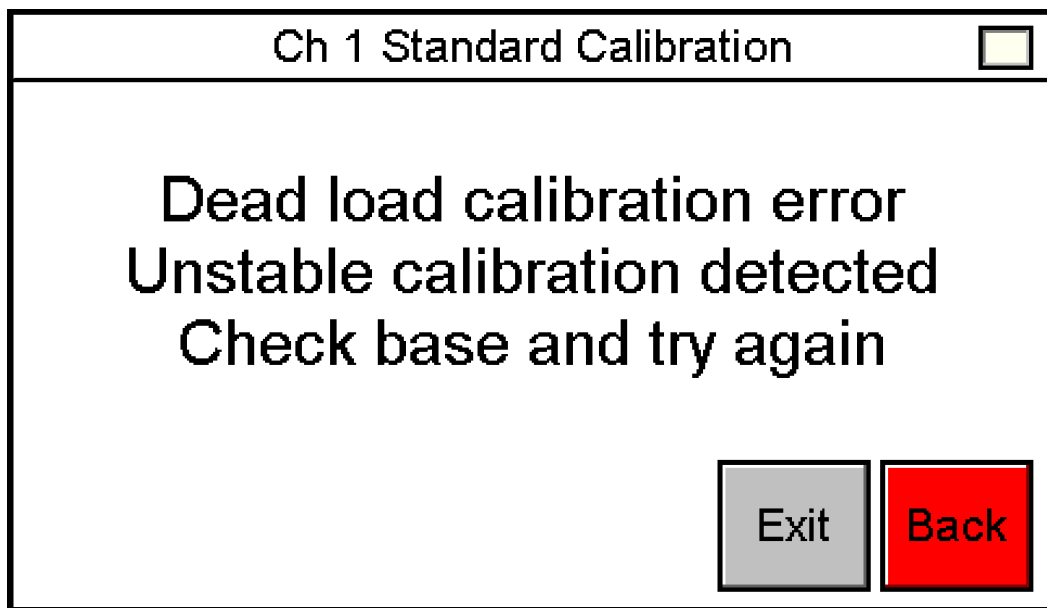 Ch 1 Standard Calibration
Dead load calibration error
Unstable calibration detected
Check base and try again
Exit
Back